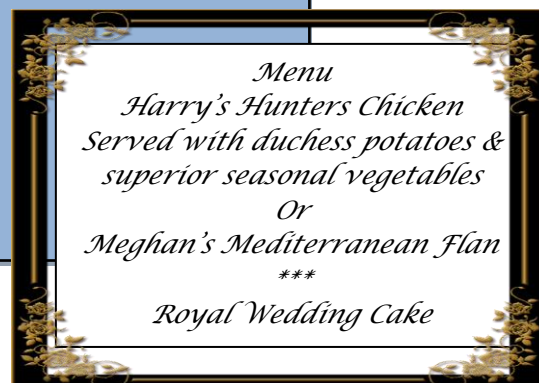 Menu
Harry's Hunters Chicken
Served with duchess potatoes &
superior seasonal vegetables
Or
Meghan's Mediterranean Flan
***
Royal Wedding Cake